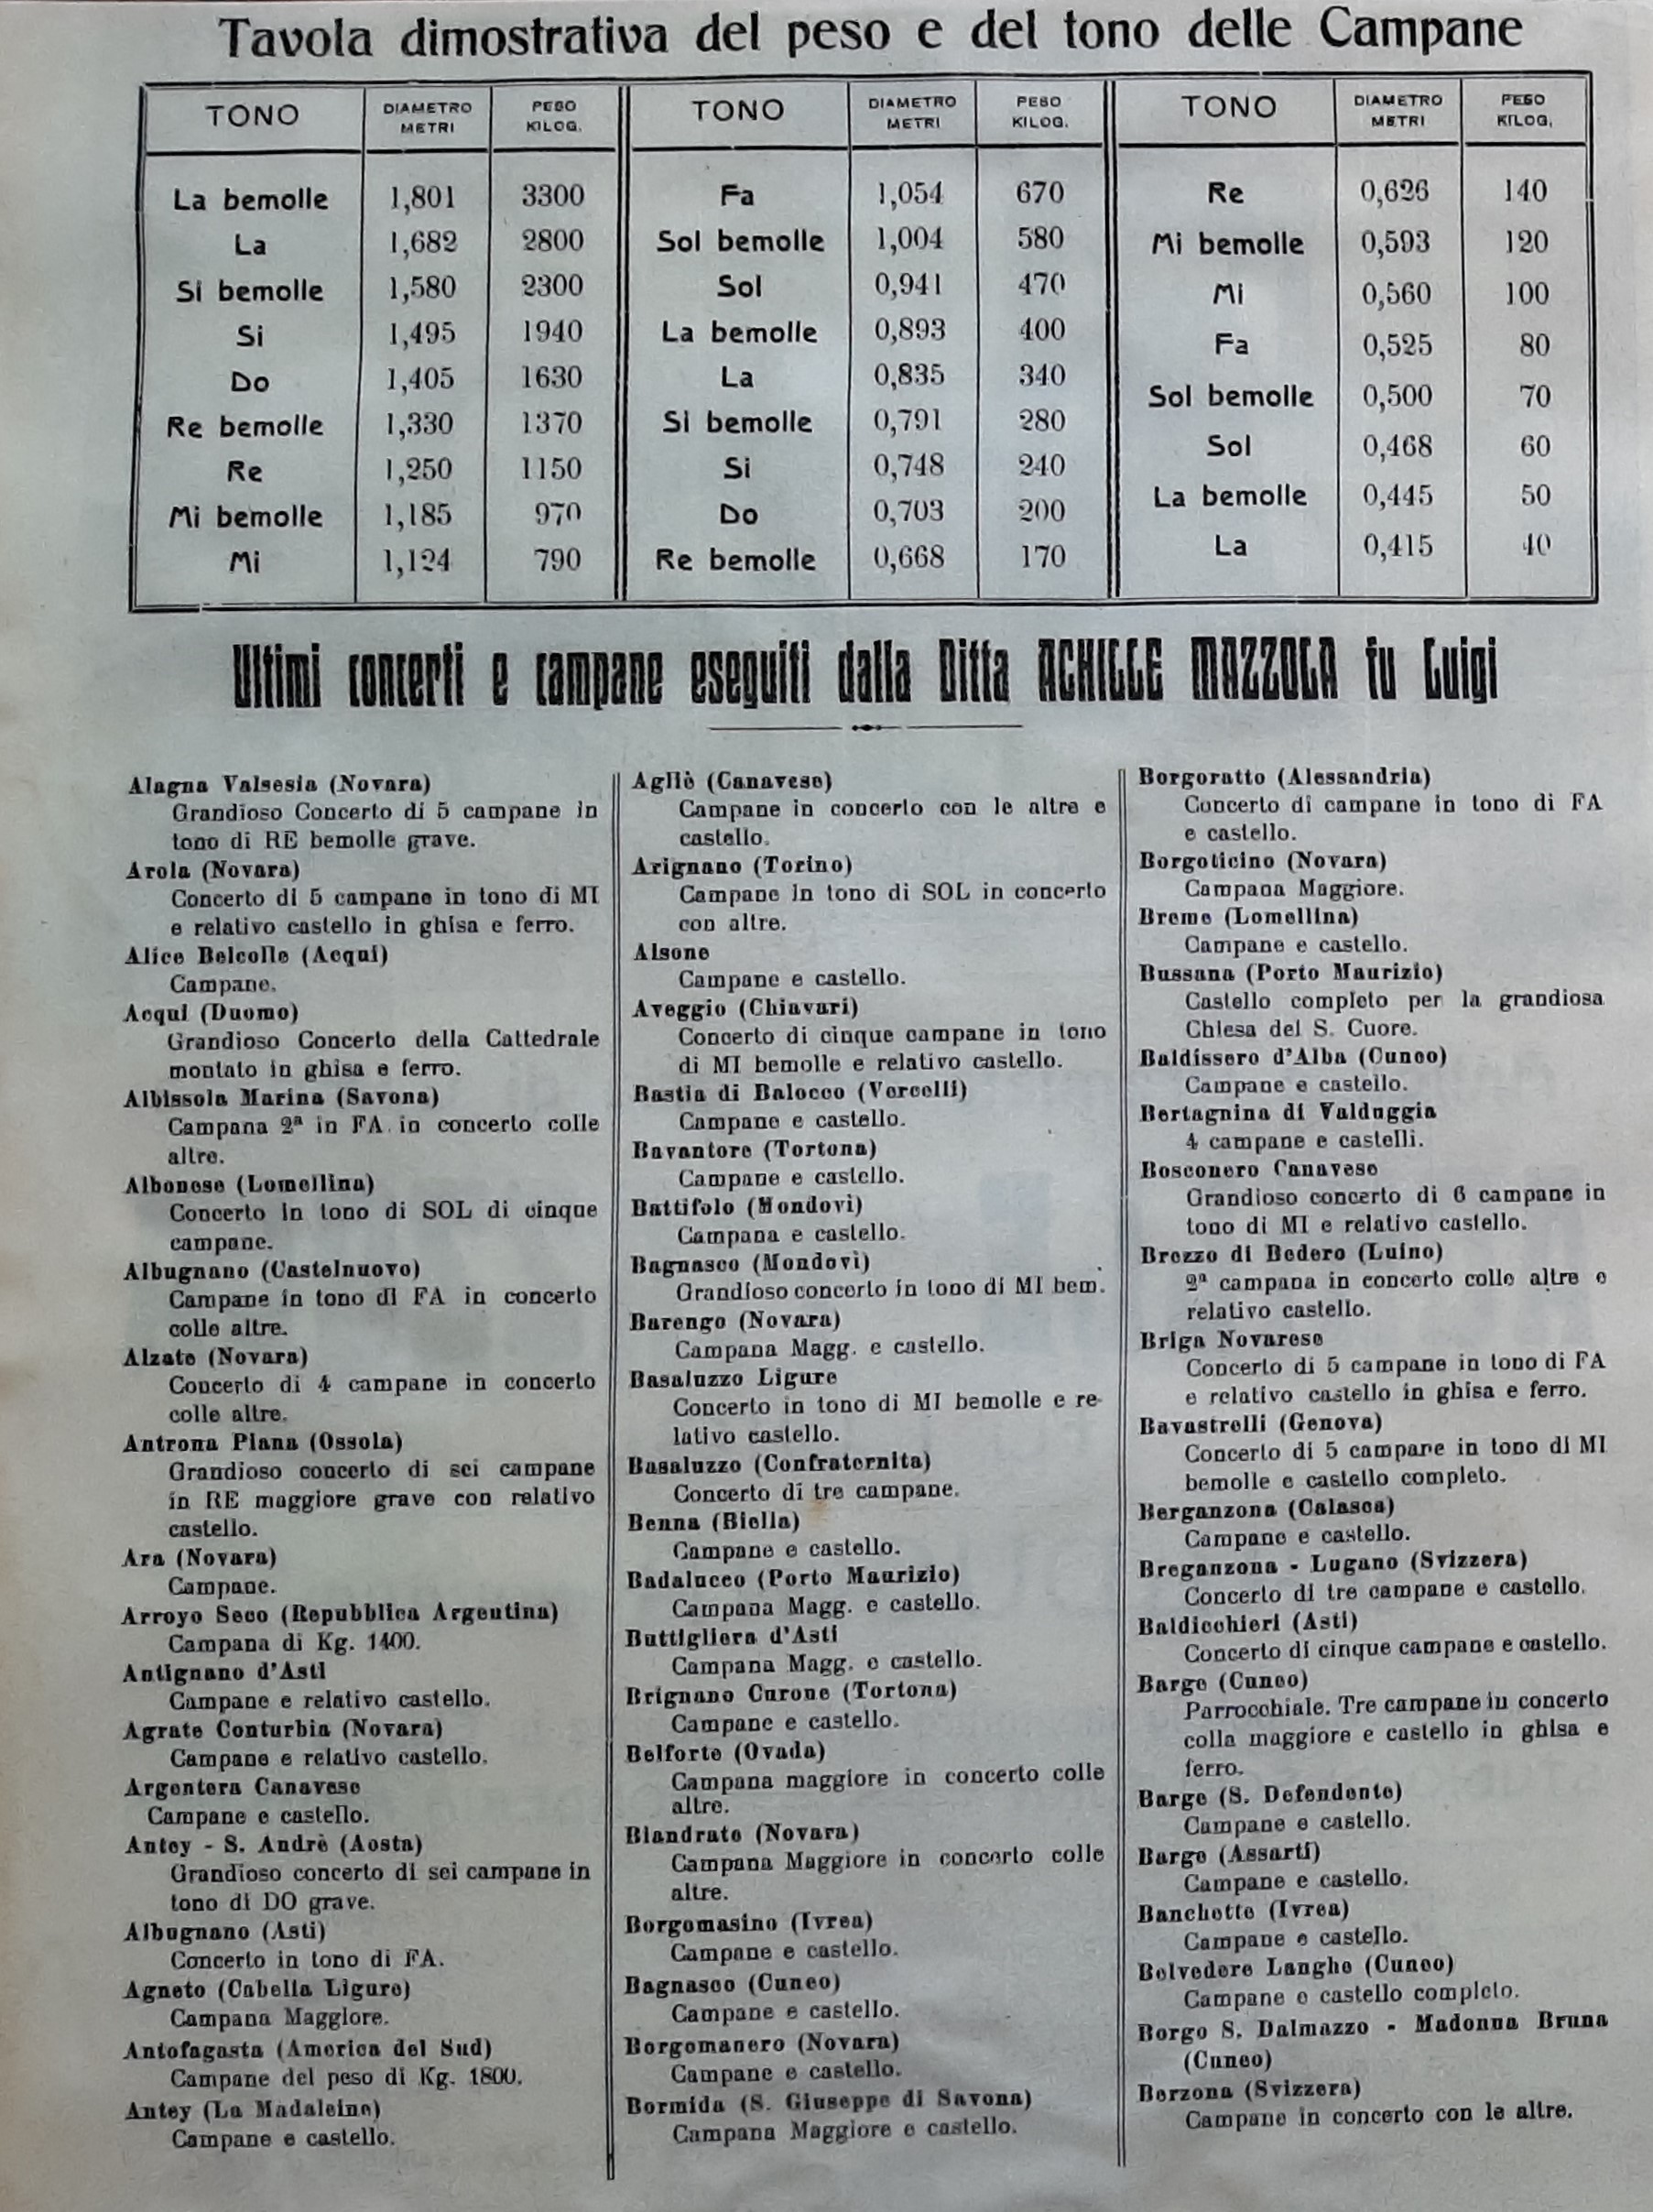 Tavola dimostrativa del peso e del tono delle Campane
TONO DIAMETRO METRI PESO KILOG.
La bemolle 1,801 3300
La 1,682 2800
Si bemolle 1,580 2300
Si 1,495 1940
Do 1,405 1630
Re bemolle 1,330 1370
Re 1,250 1150
Mi bemolle 1,185 970
Mi 1,124 790
TONO DIAMETRO METRI PESO KILOG.
Fa 1,054 670
Sol bemolle 1,004 580
Sol 0,941 470
La bemolle 0,893 400
La 0,835 340
Si bemolle 0,791 280
Si 0,748 240
Do 0,703 200
Re bemolle 0,668 170
TONO DIAMETRO METRI PESO KILOG.
Re 0,626 140
Mi bemolle 0,593 120
Mi 0,560 100
Fa 0,525 80
Sol bemolle 0,500 70
Sol 0,468 60
La bemolle 0,445 50
La 0,415 40
Ultimi concerti e campane eseguiti dalla Ditta ACHILLE MAZZOLA fu Luigi
Alagna Valsesia (Novara)
Grandioso Concerto di 5 campane in
tono di RE bemolle grave.
Arola (Novara)
Concerto di 5 campane in tono di MI
e relativo castello in ghisa e ferro.
Alice Belcolle (Acqui)
Campane.
Acqui (Duomo)
Grandioso Concerto della Cattedrale
montato in ghisa e ferro.
Albissola Marina (Savona)
Campana 2ª in FA in concerto colle
altre.
Albonese (Lomellina)
Concerto in tono di SOL di cinque
campane.
Albugnano (Castelnuovo)
Campane in tono di FA in concerto
colle altre.
Alzate (Novara)
Concerto di 4 campane in concerto
colle altre.
Antrona Piana (Ossola)
Grandioso concerto di sei campane
in RE maggiore grave con relativo
castello.
Ara (Novara)
Campane.
Arroyo Seco (Repubblica Argentina)
Campana di Kg. 1400.
Antignano d'Asti
Campane e relativo castello.
Agrate Conturbia (Novara)
Campane e relativo castello.
Argentera Canavese
Campane e castello.
Antey - S. Andrè (Aosta)
Grandioso concerto di sei campane in
tono di DO grave.
Albugnano (Asti)
Concerto in tono di FA.
Agneto (Cabella Ligure)
Campana Maggiore.
Antofagasta (America del Sud)
Campane del peso di Kg. 1800.
Antey (La Madaleine)
Campane e castello.
Agliè (Canavese)
Campane in concerto con le altre e
castello.
Arignano (Torino)
Campane in tono di SOL in concerto
con altre.
Alsone
Campane e castello.
Aveggio (Chiavari)
Concerto di cinque campane in tono
di MI bemolle e relativo castello.
Bastia di Balocco (Vercelli)
Campane e castello.
Bavantore (Tortona)
Campane e castello.
Battifolo (Mondovì)
Campana e castello.
Bagnasco (Mondovì)
Grandioso concerto in tono di MI bem.
Barengo (Novara)
Campana Magg. e castello.
Basaluzzo Ligure
Concerto in tono di MI bemolle e re-
lativo castello.
Basaluzzo (Confraternita)
Concerto di tre campane.
Benna (Biella)
Campane e castello.
Badalucco (Porto Maurizio)
Campana Magg. e castello.
Buttigliera d'Asti
Campana Magg. e castello.
Brignano Curone (Tortona)
Campane e castello.
Belforte (Ovada)
Campana maggiore in concerto colle
altre.
Biandrate (Novara)
Campana Maggiore in concerto colle
altre.
Borgomasino (Ivrea)
Campane e castello.
Bagnasco (Cuneo)
Campane e castello.
Borgomanero (Novara)
Campane e castello.
Bormida (S. Giuseppe di Savona)
Campana Maggiore e castello.
Borgoratto (Alessandria)
Concerto di campane in tono di FA
e castello.
Borgoticino (Novara)
Campana Maggiore.
Breme (Lomellina)
Campane e castello.
Bussana (Porto Maurizio)
Castello completo per la grandiosa
Chiesa del S. Cuore.
Baldissero d'Alba (Cuneo)
Campane e castello.
Bertagnina di Valduggia
4 campane e castelli.
Bosconero Canavese
Grandioso concerto di 6 campane in
tono di MI e relativo castello.
Brezzo di Bedero (Luino)
2ª campana in concerto colle altre e
relativo castello.
Briga Novarese
Concerto di 5 campane in tono di FA
e relativo castello in ghisa e ferro.
Bavastrelli (Genova)
Concerto di 5 campane in tono di MI
bemolle e castello completo.
Berganzona (Calasca)
Campane e castello.
Breganzona - Lugano (Svizzera)
Concerto di tre campane e castello.
Baldicchieri (Asti)
Concerto di cinque campane e castello.
Barge (Cuneo)
Parrocchiale. Tre campane in concerto
colla maggiore e castello in ghisa e
ferro.
Barge (S. Defendente)
Campane e castello.
Barge (Assarti)
Campane e castello.
Banchette (Ivrea)
Campane e castello.
Belvedere Langhe (Cuneo)
Campane e castello completo.
Borgo S. Dalmazzo - Madonna Bruna
(Cuneo)
Berzona (Svizzera)
Campane in concerto con le altre.